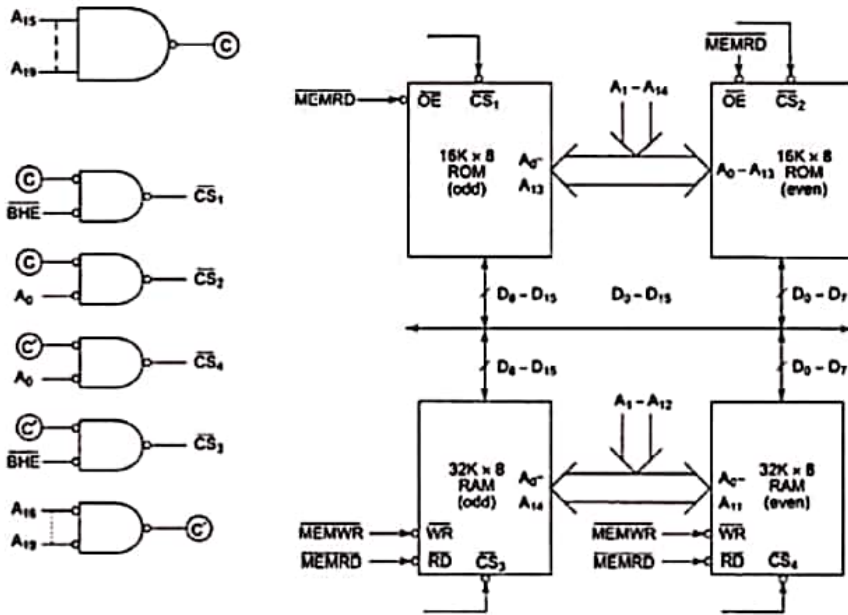 A15
A19
C
C
BHE
CS1
C
A0
CS2
C'
A0
CS4
C'
BHE
CS3
A16
A19
C'
MEMRD
OE
CS1
16K × 8
ROM
(odd)
A0–
A13
A1 – A14
MEMRD
OE
CS2
16K × 8
ROM
(even)
A0 – A13
D8 – D15
D0 – D15
D0 – D7
D8 – D15
D0 – D7
A1 – A12
32K × 8
RAM
(odd)
A0–
A14
MEMWR
WR
MEMRD
RD
CS3
32K × 8
RAM
(even)
A0–
A11
MEMWR
WR
MEMRD
RD
CS4